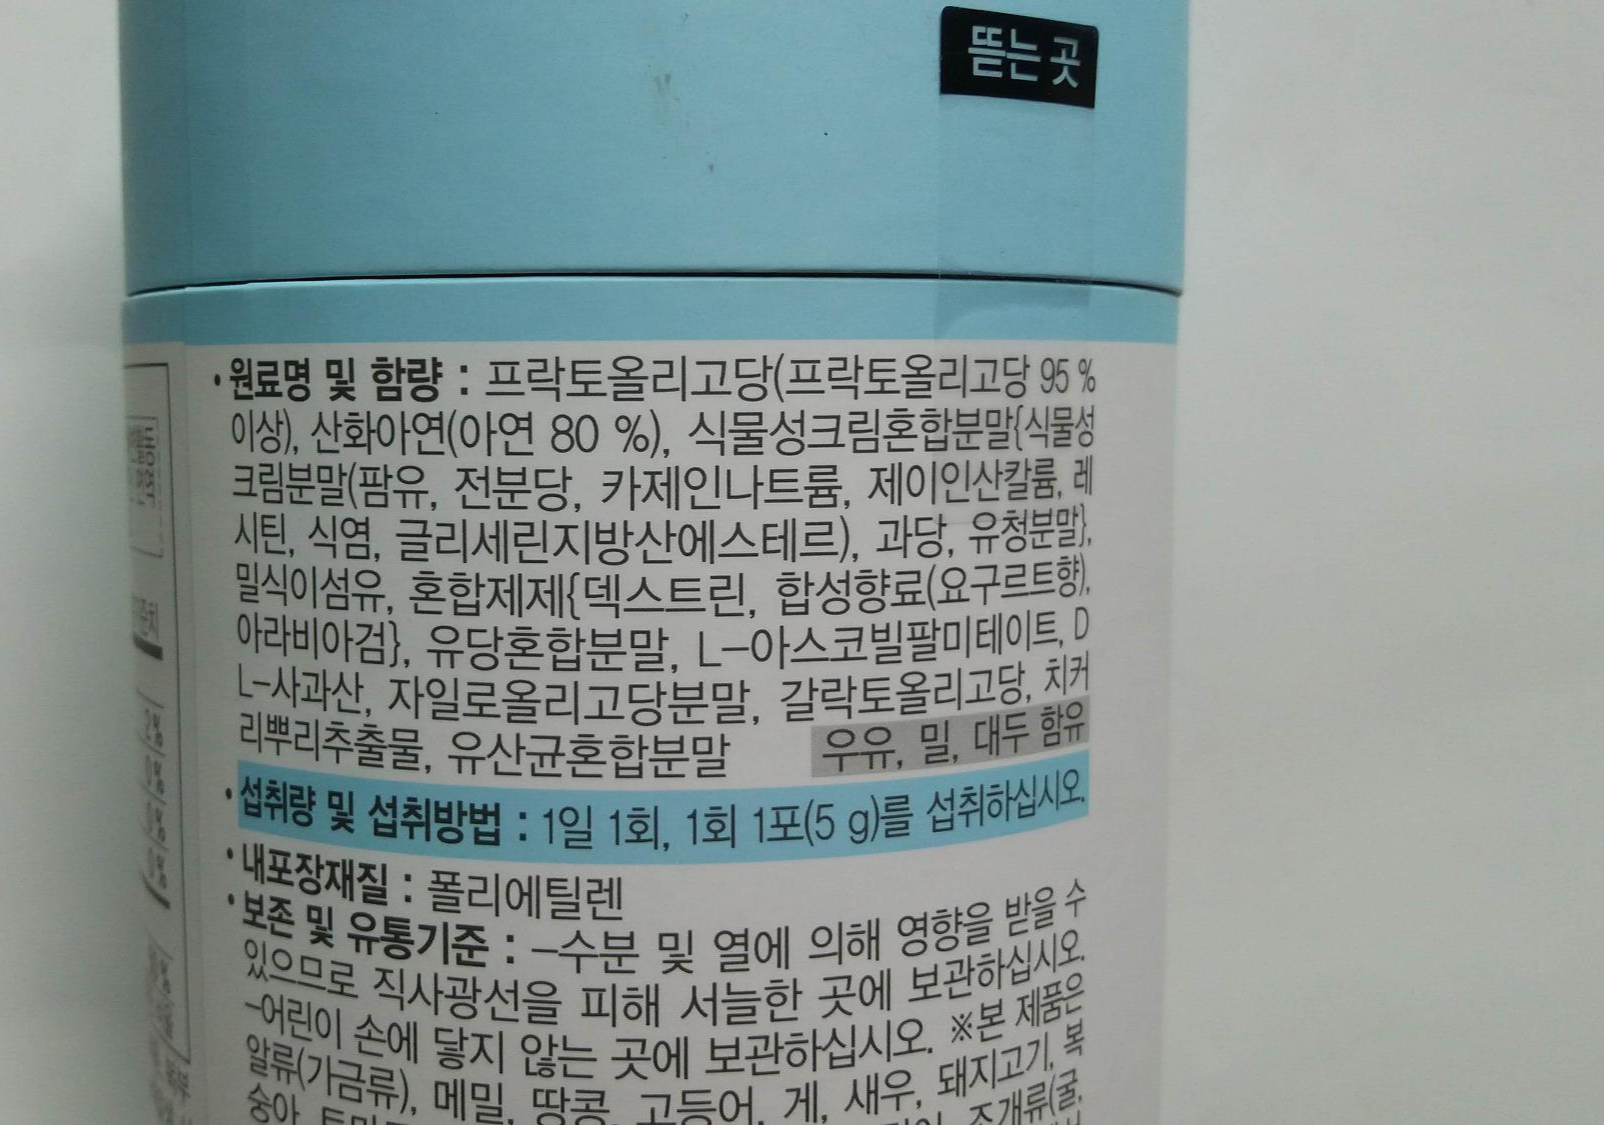 뜯는 곳
• 원료명 및 함량 : 프락토올리고당(프락토올리고당 95 %
이상), 산화아연(아연 80 %), 식물성크림혼합분말{식물성
크림분말(팜유, 전분당, 카제인나트륨, 제이인산칼륨, 레
시틴, 식염, 글리세린지방산에스테르), 과당, 유청분말},
밀식이섬유, 혼합제제{덱스트린, 합성향료(요구르트향),
아라비아검}, 유당혼합분말, L-아스코빌팔미테이트, D
L-사과산, 자일로올리고당분말, 갈락토올리고당, 치커
리뿌리추출물, 유산균혼합분말 우유, 밀, 대두 함유
• 섭취량 및 섭취방법 : 1일 1회, 1회 1포(5 g)를 섭취하십시오.
• 내포장재질 : 폴리에틸렌
• 보존 및 유통기준 : -수분 및 열에 의해 영향을 받을 수
있으므로 직사광선을 피해 서늘한 곳에 보관하십시오.
-어린이 손에 닿지 않는 곳에 보관하십시오. ※본 제품은
알류(가금류), 메밀, 땅콩, 고등어, 게, 새우, 돼지고기, 복
숭아, 조개류(굴,
2%
0%
0%
0%